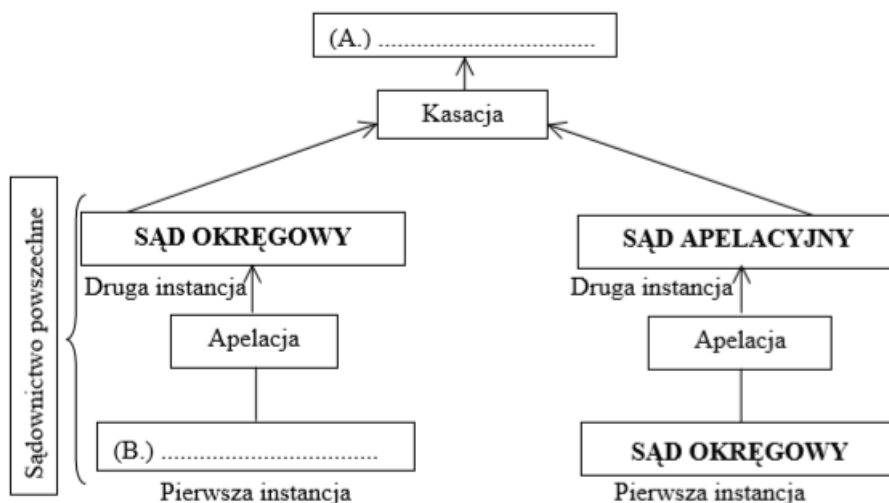 (A.) ..................................
Kasacja
Sądownictwo powszechne
SĄD OKRĘGOWY
SĄD APELACYJNY
Druga instancja
Druga instancja
Apelacja
Apelacja
(B.) ..................................
SĄD OKRĘGOWY
Pierwsza instancja
Pierwsza instancja